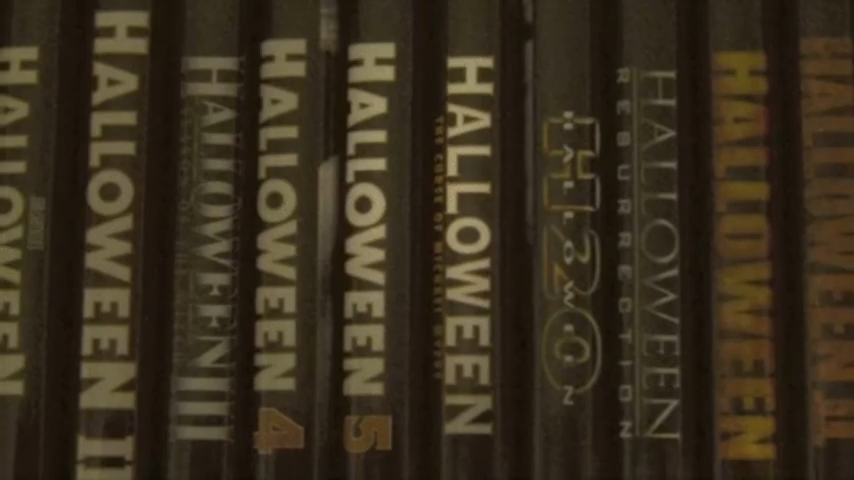 HALLOWEEN
HALLOWEEN II
HALLOWEEN III
HALLOWEEN 4
HALLOWEEN 5
HALLOWEEN
THE CURSE OF MICHAEL MYERS
H20
HALLOWEEN
HALLOWEEN
RESURRECTION
HALLOWEEN
HALLOWEEN II